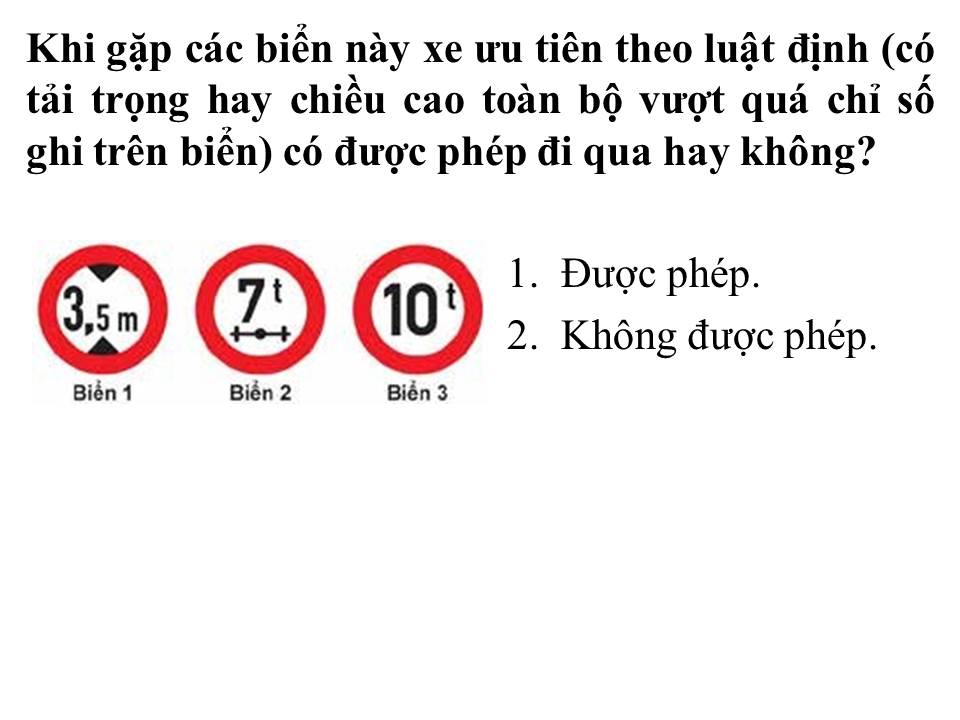 Khi gặp các biển này xe ưu tiên theo luật định (có
tải trọng hay chiều cao toàn bộ vượt quá chỉ số
ghi trên biển) có được phép đi qua hay không?
3,5 m
7 t
10 t
Biển 1
Biển 2
Biển 3
1. Được phép.
2. Không được phép.